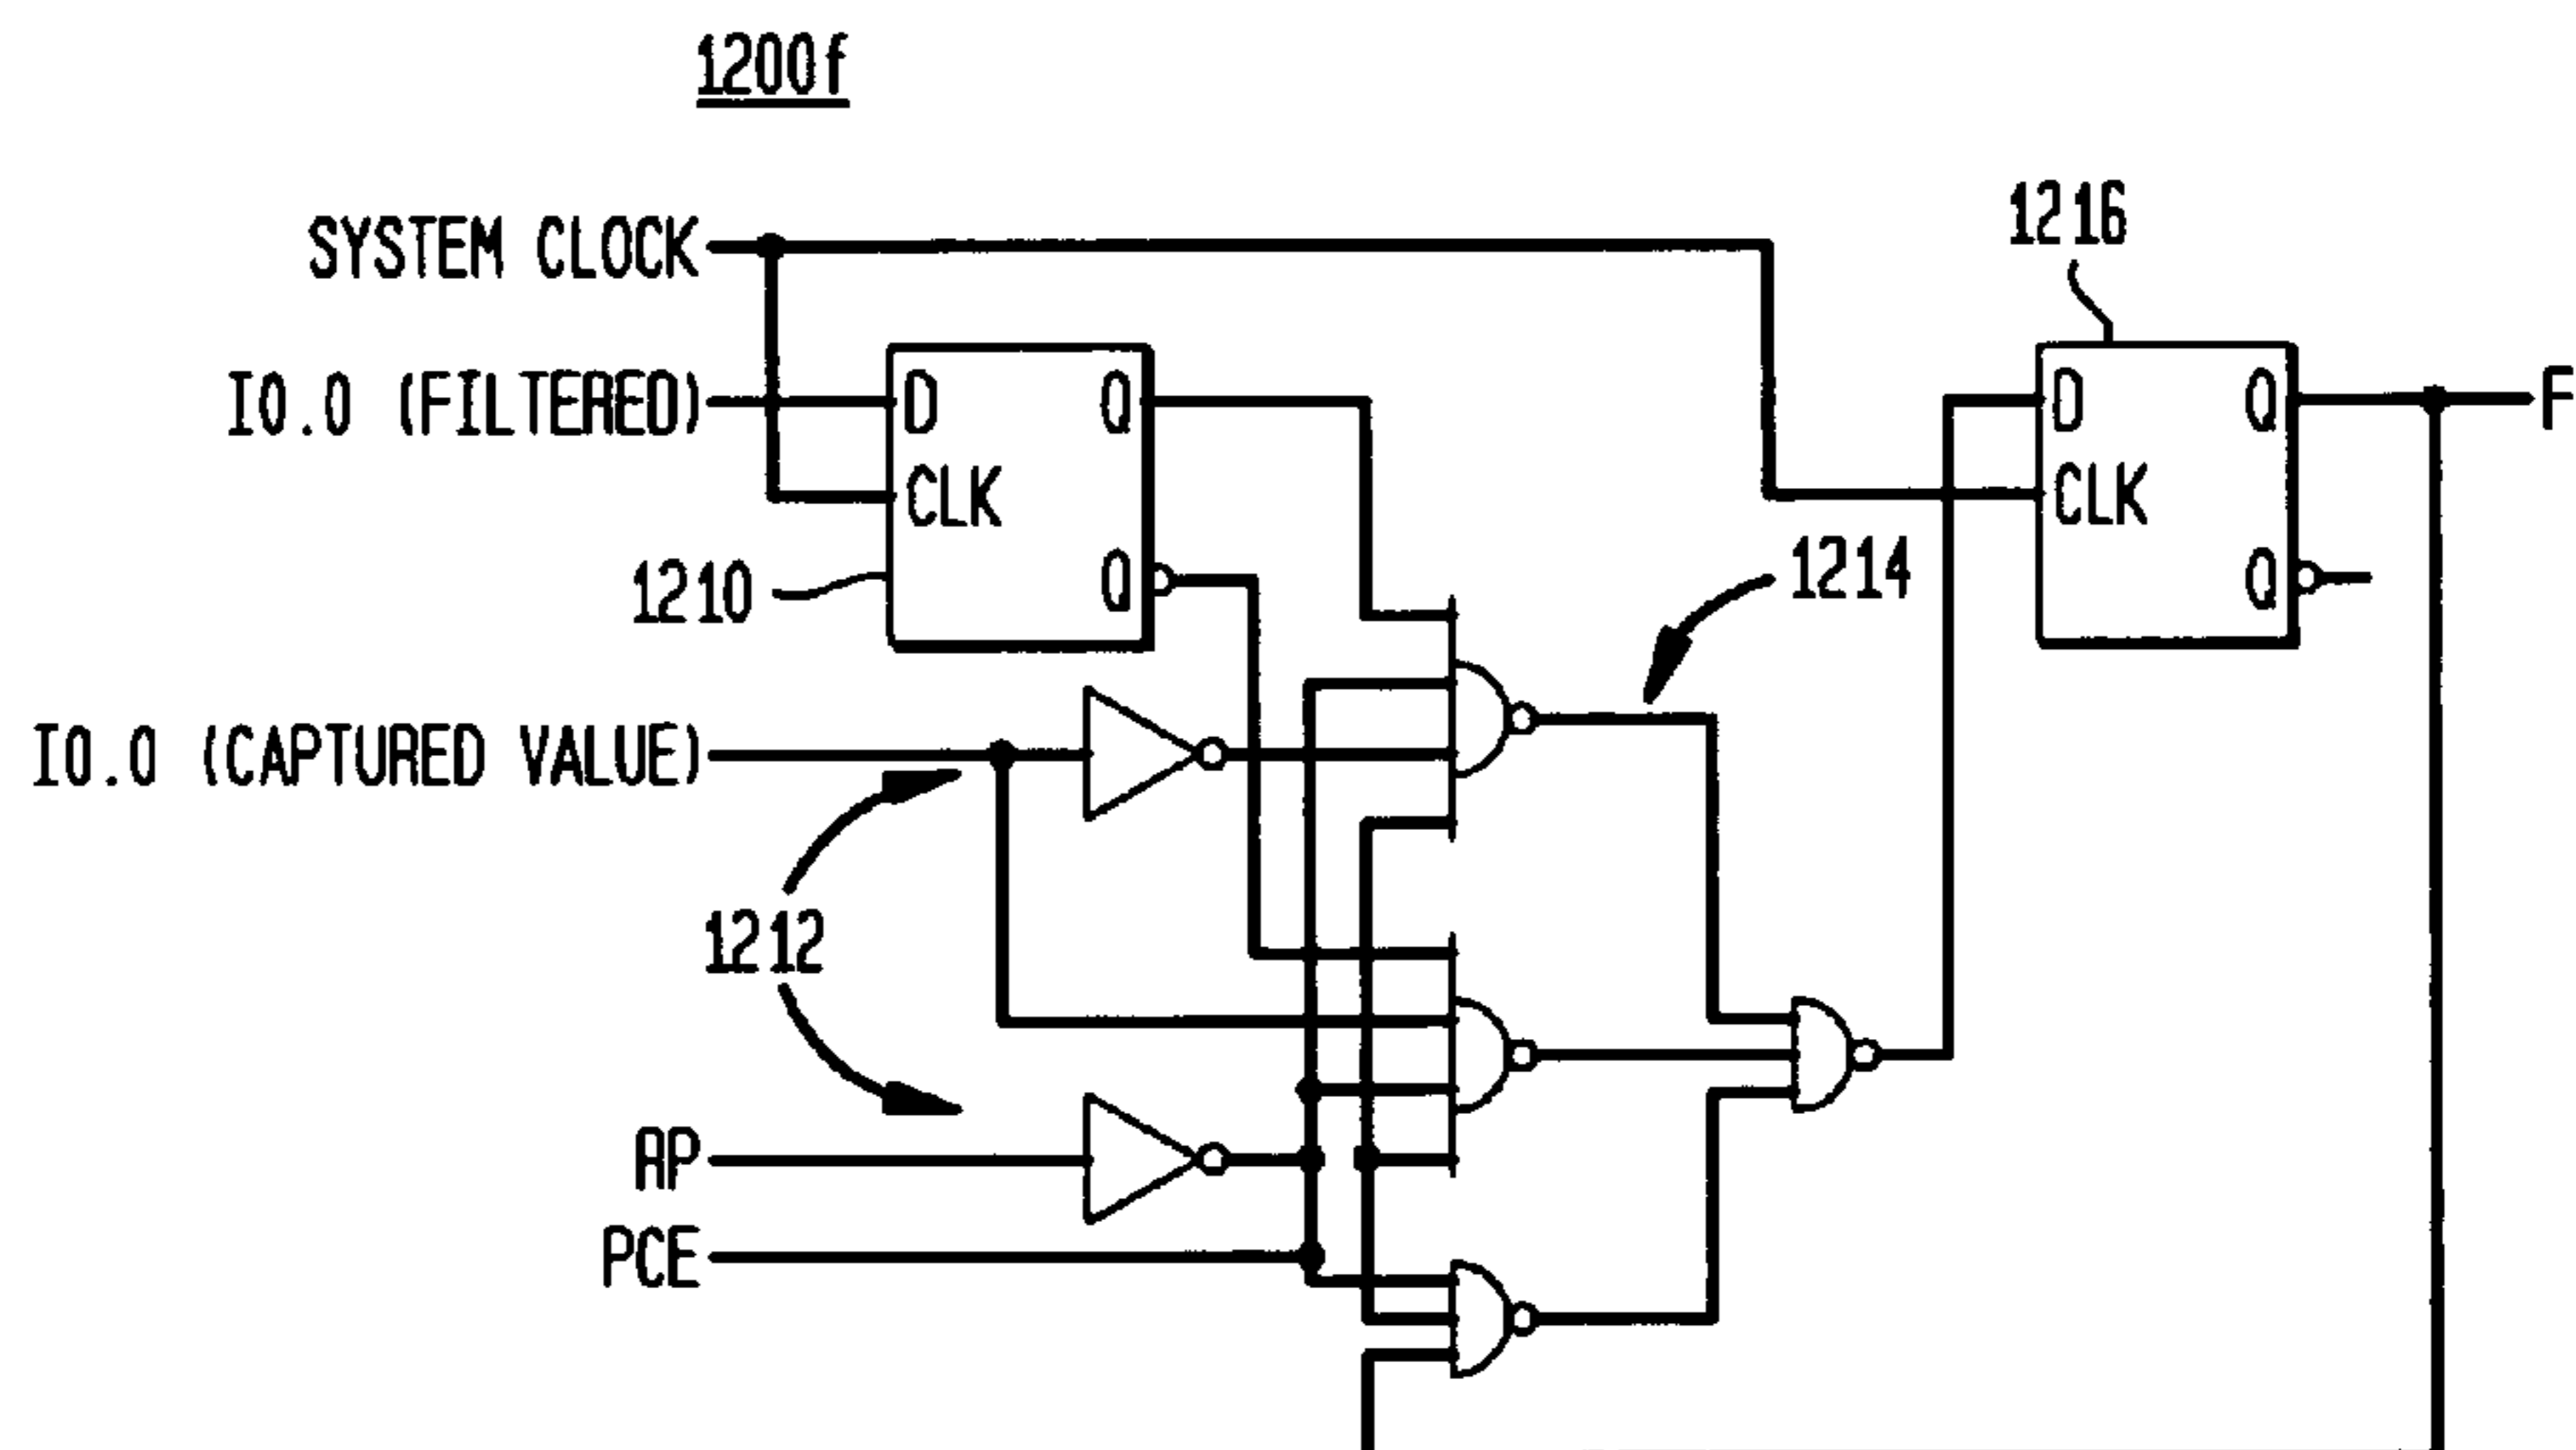 1200f
SYSTEM CLOCK
1216
I0.0 (FILTERED)
D
Q
D
Q
F
CLK
CLK
1210
Q
1214
Q
I0.0 (CAPTURED VALUE)
1212
AP
PCE